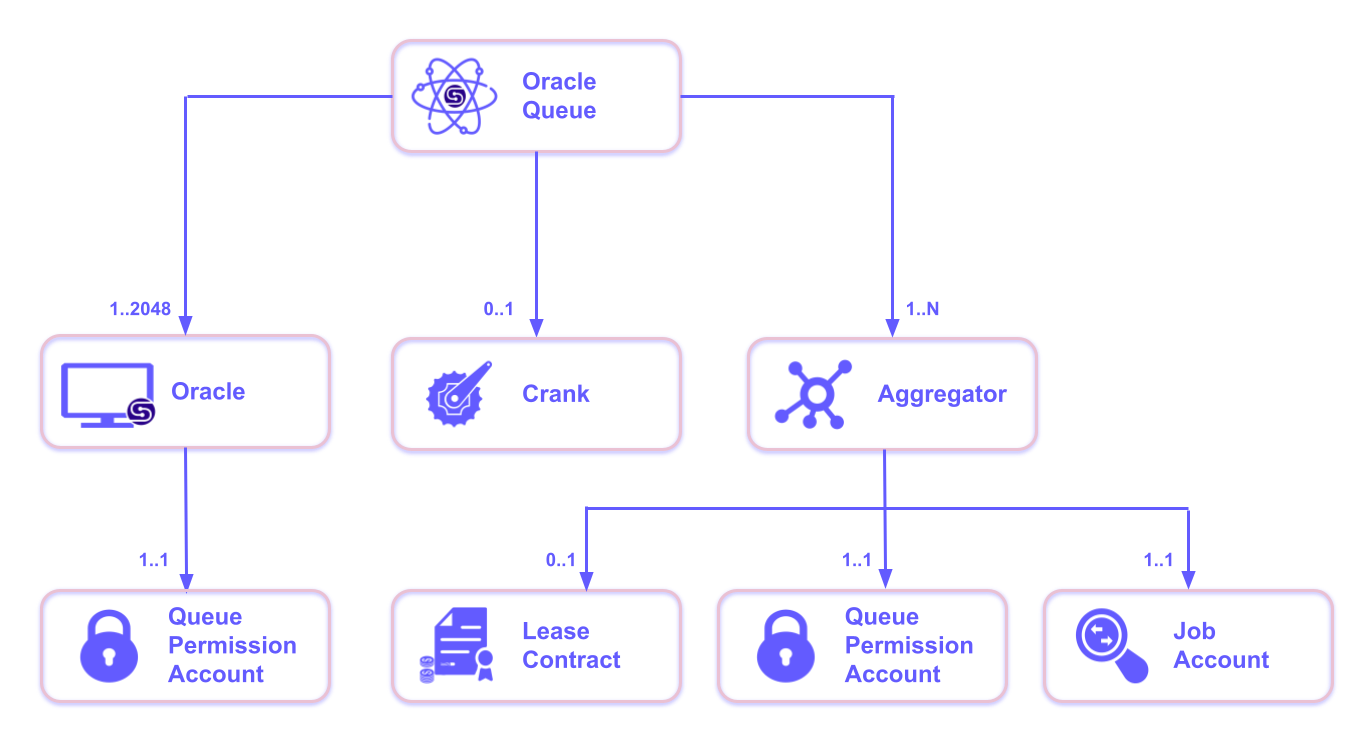 Oracle
Queue
1..2048
0..1
1..N
Oracle
Crank
Aggregator
1..1
0..1
1..1
1..1
Queue
Permission
Account
Lease
Contract
Queue
Permission
Account
Job
Account